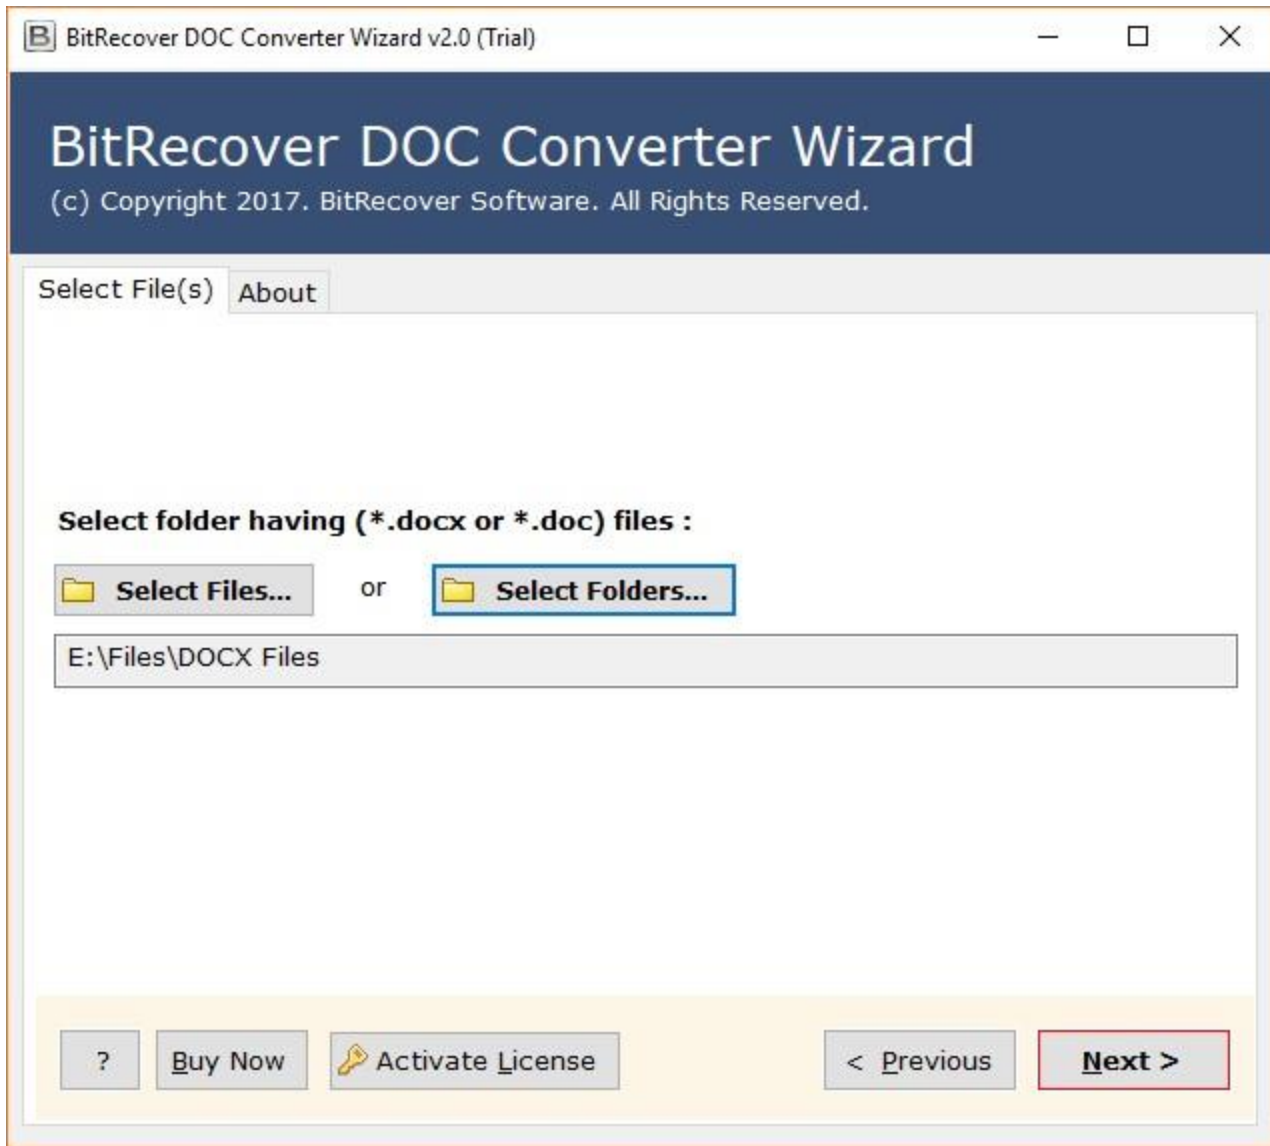 B BitRecover DOC Converter Wizard v2.0 (Trial)
BitRecover DOC Converter Wizard
(c) Copyright 2017. BitRecover Software. All Rights Reserved.
Select File(s) About
Select folder having (*.docx or *.doc) files :
Select Files... or Select Folders...
E:\Files\DOCX Files
? Buy Now Activate License < Previous Next >